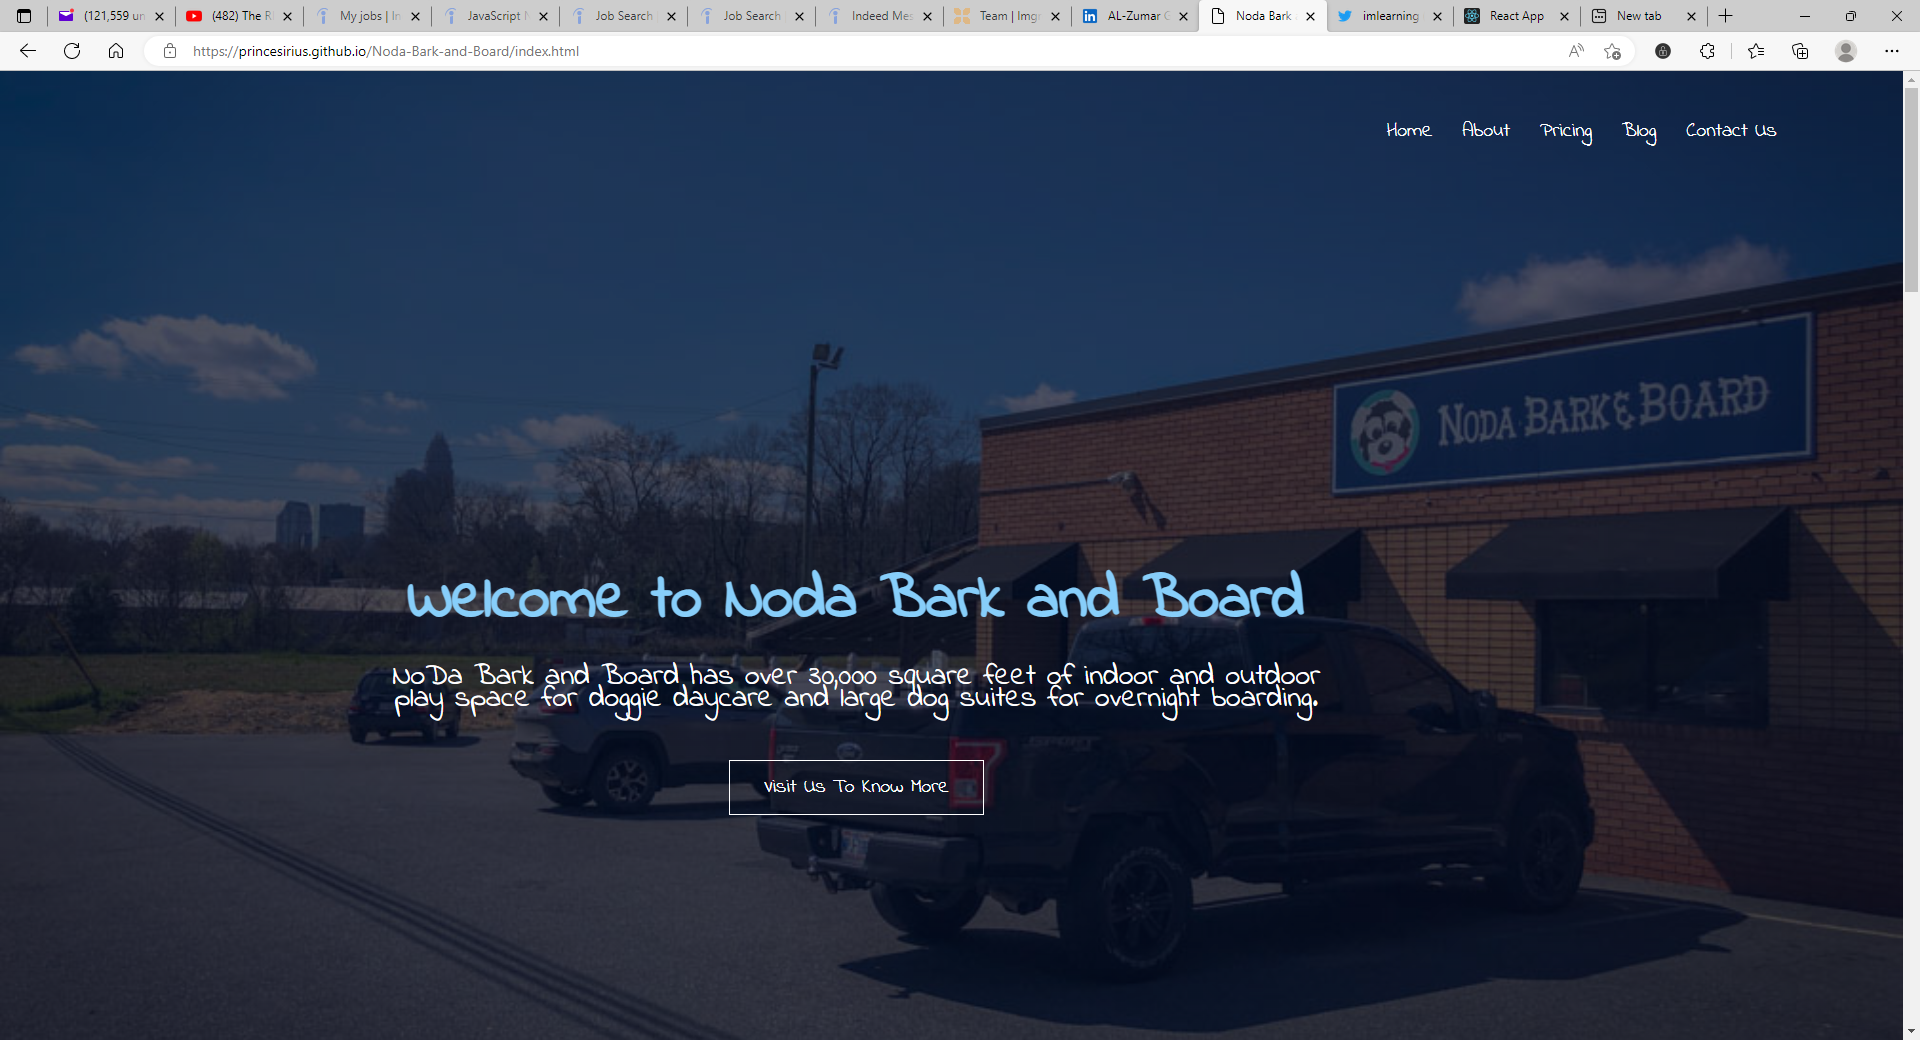 (121,559 un
(482) The R
My jobs | In
JavaScript
Job Search
Job Search
Indeed Mes
Team | Imgr
AL-Zumar G
Noda Bark
imlearning
React App
New tab
https://princesirius.github.io/Noda-Bark-and-Board/index.html
Home About Pricing Blog Contact Us
NODA BARK & BOARD
Welcome to Noda Bark and Board
NoDa Bark and Board has over 30,000 square feet of indoor and outdoor
play space for doggie daycare and large dog suites for overnight boarding.
Visit Us To Know More
Ford
SPORT